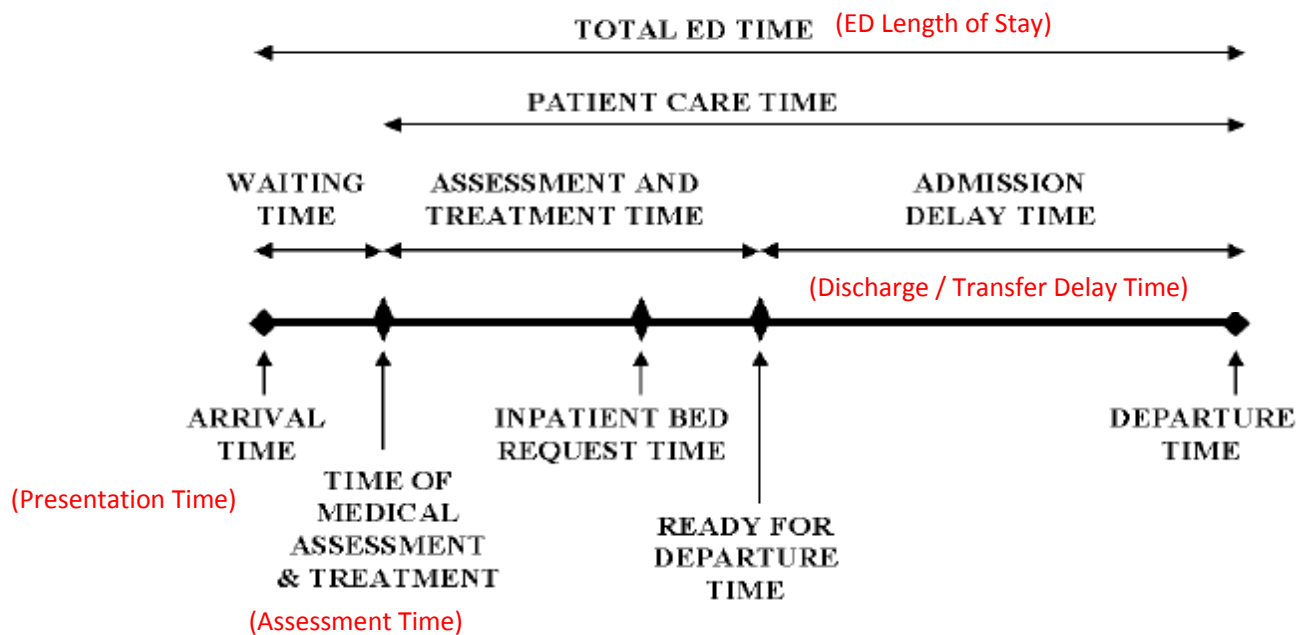 TOTAL ED TIME (ED Length of Stay)
PATIENT CARE TIME
WAITING
TIME
ASSESSMENT AND
TREATMENT TIME
ADMISSION
DELAY TIME
(Discharge / Transfer Delay Time)
ARRIVAL
TIME
(Presentation Time)
TIME OF
MEDICAL
ASSESSMENT
& TREATMENT
(Assessment Time)
INPATIENT BED
REQUEST TIME
READY FOR
DEPARTURE
TIME
DEPARTURE
TIME